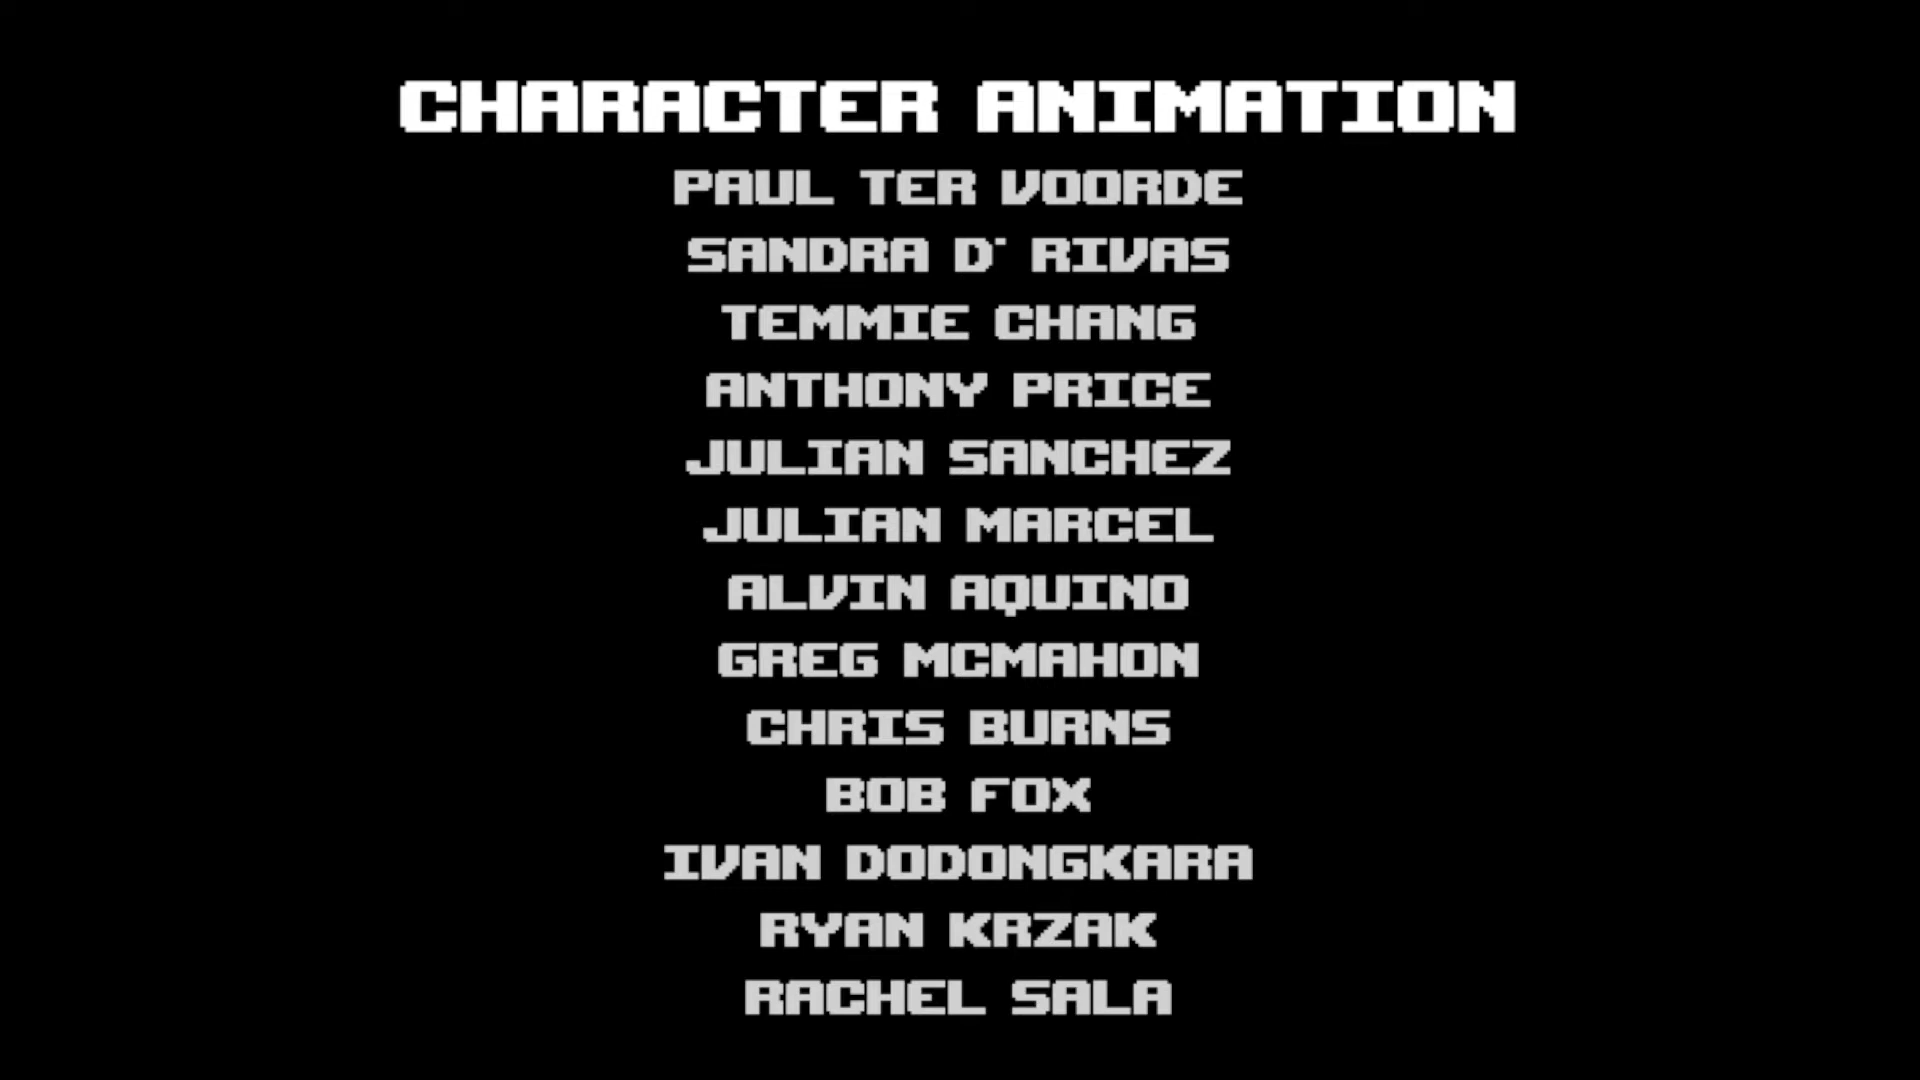 CHARACTER ANIMATION
PAUL TER VOORDE
SANDRA D' RIVAS
TEMMIE CHANG
ANTHONY PRICE
JULIAN SANCHEZ
JULIAN MARCEL
ALVIN AQUINO
GREG MCMAHON
CHRIS BURNS
BOB FOX
IVAN DODONGKARA
RYAN KRZAK
RACHEL SALA